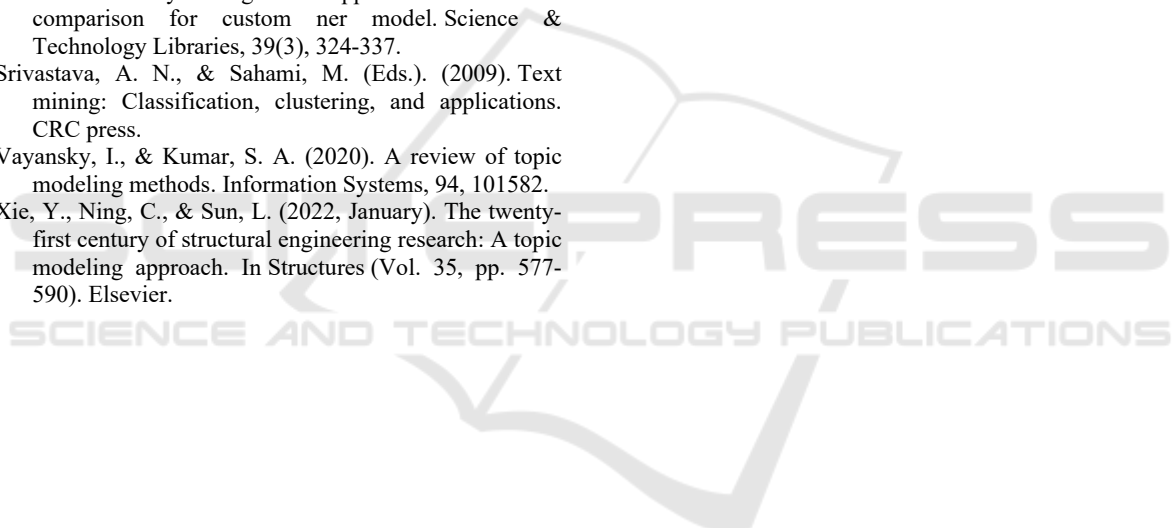 comparison for custom ner model. Science &
Technology Libraries, 39(3), 324-337.
Srivastava, A. N., & Sahami, M. (Eds.). (2009). Text
mining: Classification, clustering, and applications.
CRC press.
Vayansky, I., & Kumar, S. A. (2020). A review of topic
modeling methods. Information Systems, 94, 101582.
Xie, Y., Ning, C., & Sun, L. (2022, January). The twenty-
first century of structural engineering research: A topic
modeling approach. In Structures (Vol. 35, pp. 577-
590). Elsevier.
SCITEPRESS
SCIENCE AND TECHNOLOGY PUBLICATIONS